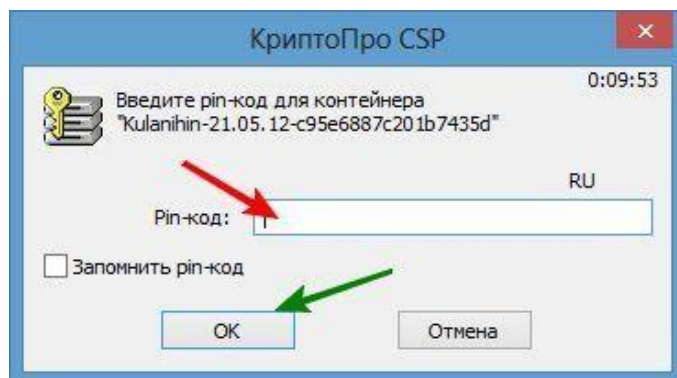 КриптоПро CSP
0:09:53
Введите pin-код для контейнера
"Kulanihin-21.05.12-c95e6887c201b7435d"
RU
Pin-код:
Запомнить pin-код
OK
Отмена